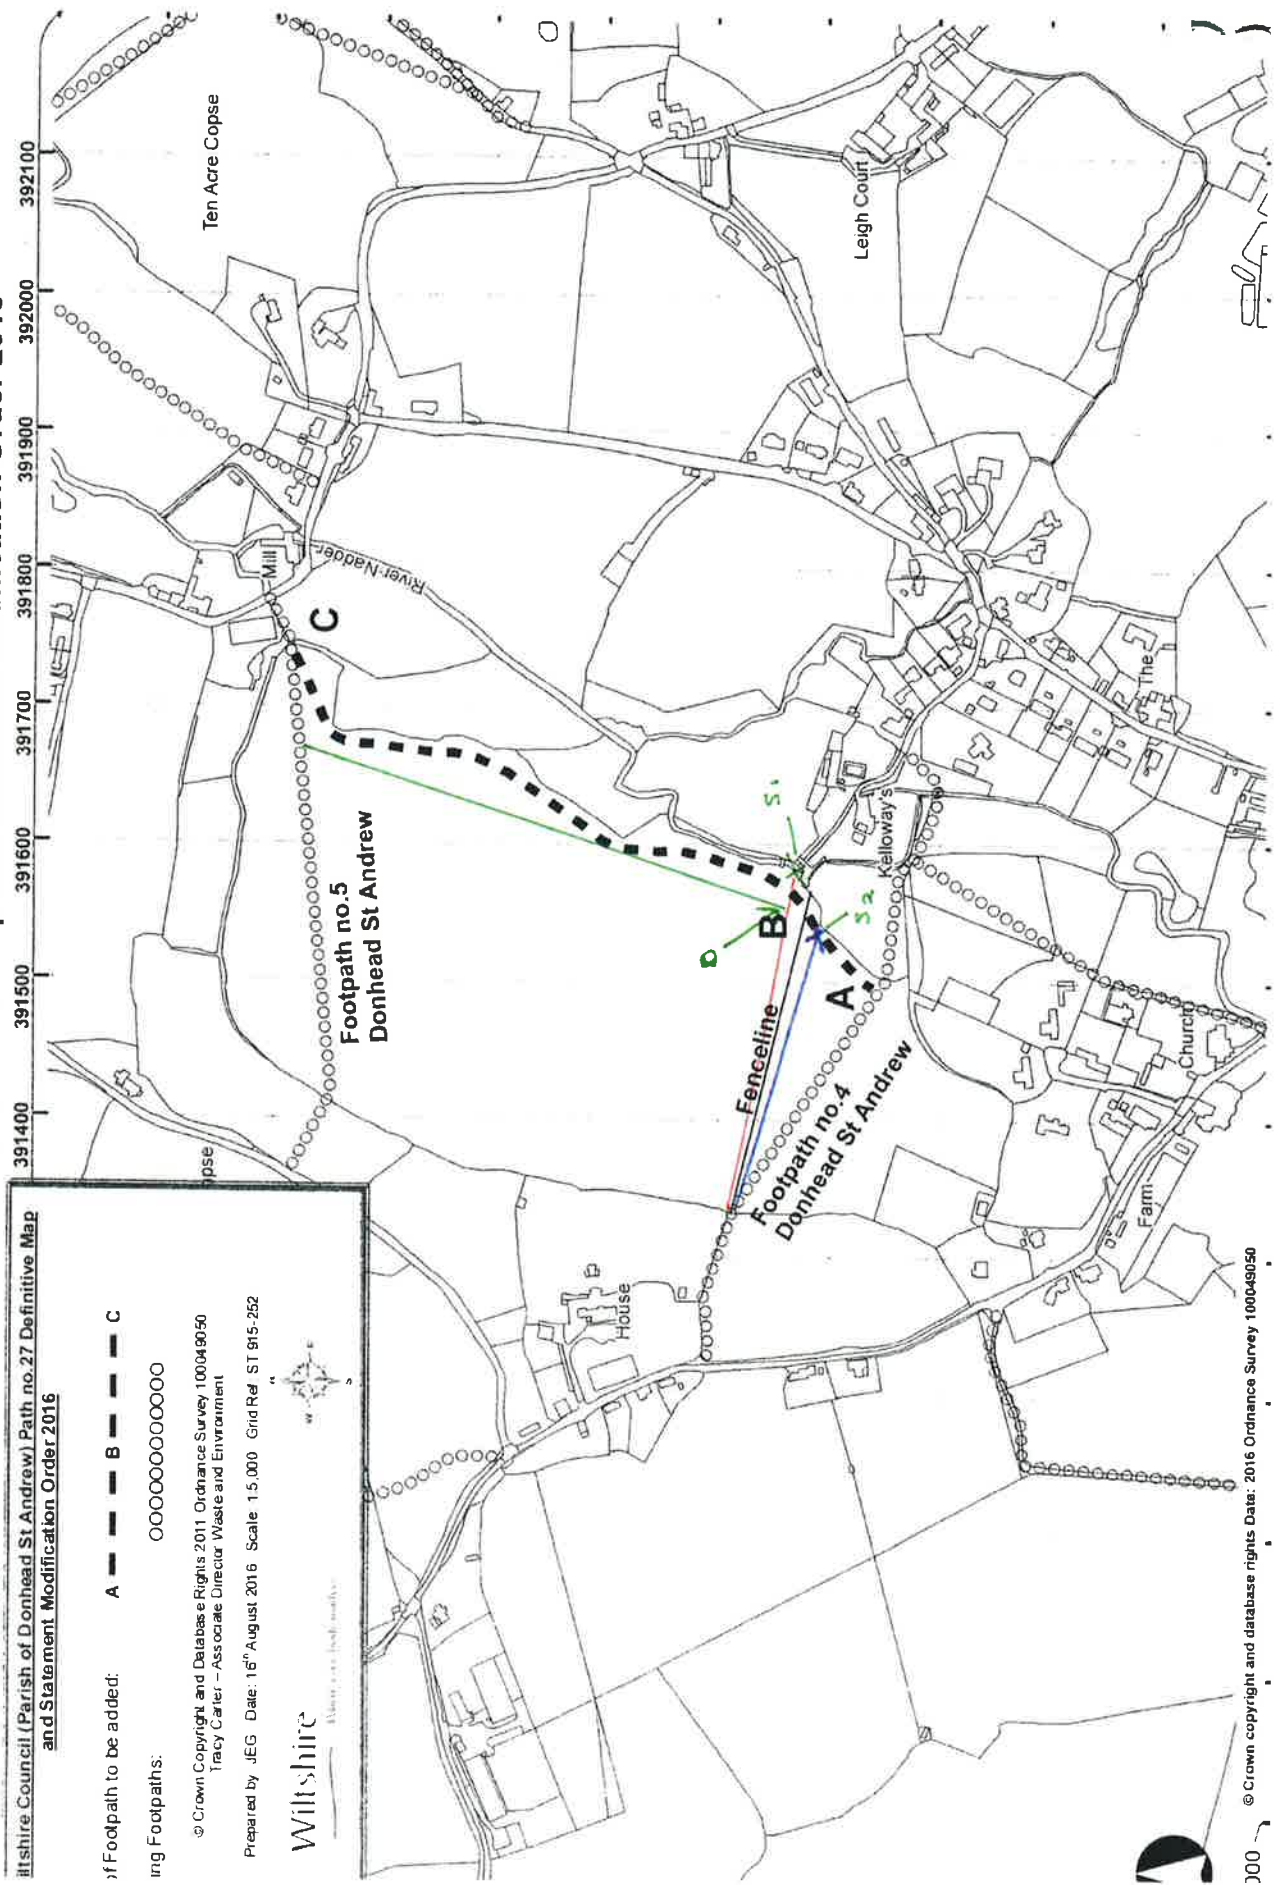 iltshire Council (Parish of Donhead St Andrew) Path no.27 Definitive Map
and Statement Modification Order 2016
of Footpath to be added: A B C
ing Footpaths: OOOOOOOOOOO
© Crown Copyright and Database Rights 2011 Ordnance Survey 100049050
Tracy Carter – Associate Director Waste and Environment
Prepared by JEG Date: 16th August 2016 Scale 1:5,000 Grid Ref ST 915-252
Wiltshire
391400
391500
391600
391700
391800
391900
392000
392100
Ten Acre Copse
Mill
River Nadder
C
Footpath no.5
Donhead St Andrew
opse
House
Fenceline
B
D
S1
S2
A
Footpath no.4
Donhead St Andrew
Kelloway's
Leigh Court
The
Church
Farm
000
© Crown copyright and database rights Date: 2016 Ordnance Survey 100049050